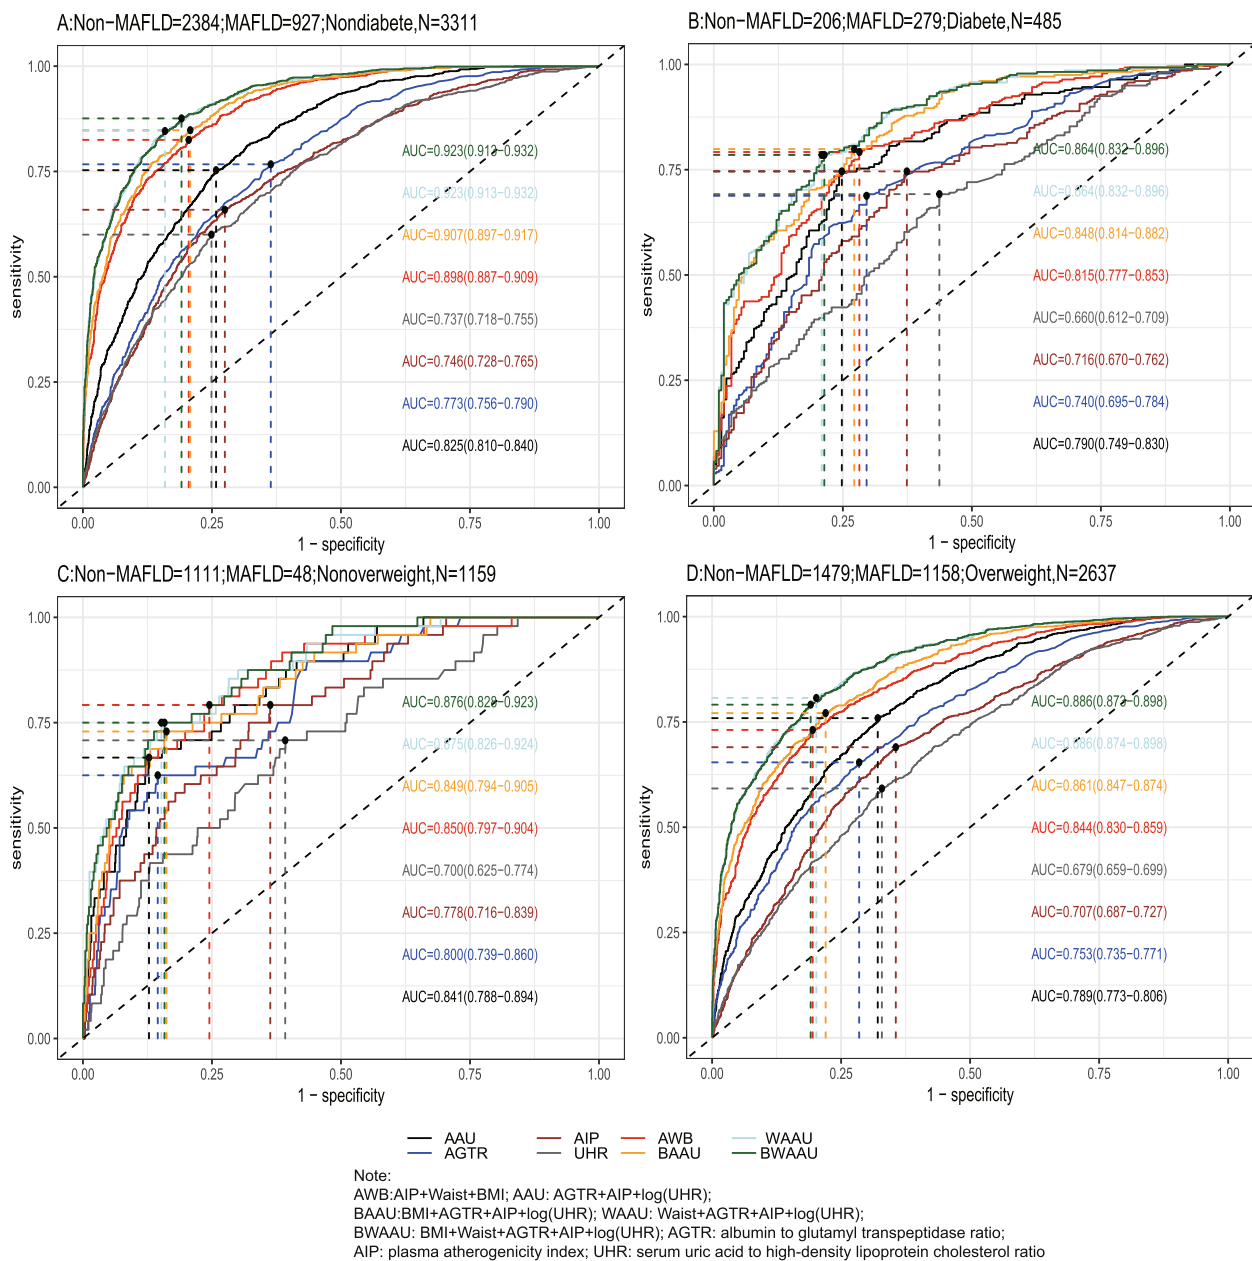 A:Non−MAFLD=2384;MAFLD=927;Nondiabete,N=3311
1.00
0.75
0.50
0.25
0.00
sensitivity
AUC=0.923(0.913−0.932)
AUC=0.923(0.913−0.932)
AUC=0.907(0.897−0.917)
AUC=0.898(0.887−0.909)
AUC=0.737(0.718−0.755)
AUC=0.746(0.728−0.765)
AUC=0.773(0.756−0.790)
AUC=0.825(0.810−0.840)
0.00 0.25 0.50 0.75 1.00
1 − specificity
B:Non−MAFLD=206;MAFLD=279;Diabete,N=485
1.00
0.75
0.50
0.25
0.00
sensitivity
AUC=0.864(0.832−0.896)
AUC=0.864(0.832−0.896)
AUC=0.848(0.814−0.882)
AUC=0.815(0.777−0.853)
AUC=0.660(0.612−0.709)
AUC=0.716(0.670−0.762)
AUC=0.740(0.695−0.784)
AUC=0.790(0.749−0.830)
0.00 0.25 0.50 0.75 1.00
1 − specificity
C:Non−MAFLD=1111;MAFLD=48;Nonoverweight,N=1159
1.00
0.75
0.50
0.25
0.00
sensitivity
AUC=0.876(0.828−0.923)
AUC=0.875(0.826−0.924)
AUC=0.849(0.794−0.905)
AUC=0.850(0.797−0.904)
AUC=0.700(0.625−0.774)
AUC=0.778(0.716−0.839)
AUC=0.800(0.739−0.860)
AUC=0.841(0.788−0.894)
0.00 0.25 0.50 0.75 1.00
1 − specificity
D:Non−MAFLD=1479;MAFLD=1158;Overweight,N=2637
1.00
0.75
0.50
0.25
0.00
sensitivity
AUC=0.886(0.873−0.898)
AUC=0.886(0.874−0.898)
AUC=0.861(0.847−0.874)
AUC=0.844(0.830−0.859)
AUC=0.679(0.659−0.699)
AUC=0.707(0.687−0.727)
AUC=0.753(0.735−0.771)
AUC=0.789(0.773−0.806)
0.00 0.25 0.50 0.75 1.00
1 − specificity
AAU AIP AWB WAAU
AGTR UHR BAAU BWAAU
Note:
AWB:AIP+Waist+BMI; AAU: AGTR+AIP+log(UHR);
BAAU:BMI+AGTR+AIP+log(UHR); WAAU: Waist+AGTR+AIP+log(UHR);
BWAAU: BMI+Waist+AGTR+AIP+log(UHR); AGTR: albumin to glutamyl transpeptidase ratio;
AIP: plasma atherogenicity index; UHR: serum uric acid to high-density lipoprotein cholesterol ratio